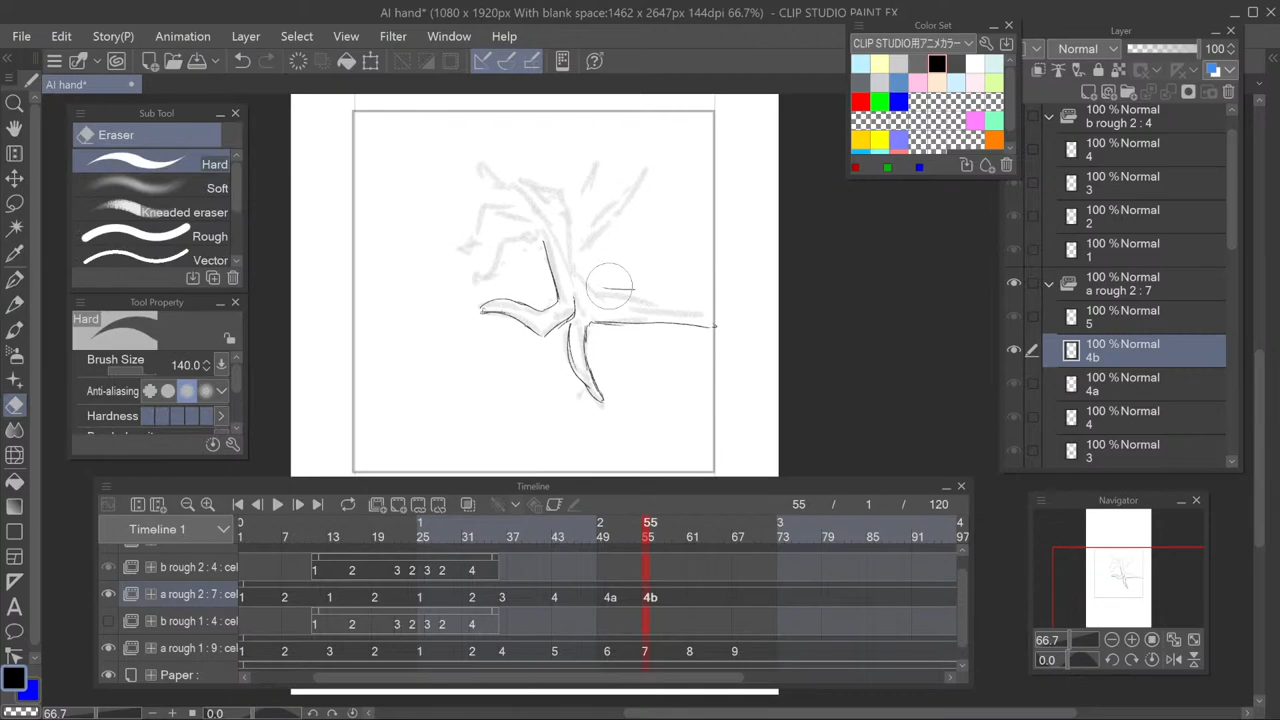 AI hand* (1080 x 1920px With blank space:1462 x 2647px 144dpi 66.7%) - CLIP STUDIO PAINT EX
File Edit Story(P) Animation Layer Select View Filter Window Help
AI hand*
Color Set
CLIP STUDIO用アニメカラー
Layer
Normal 100
Sub Tool
Eraser
Hard
Soft
Kneaded eraser
Rough
Vector
Tool Property
Hard
Brush Size 140.0
Anti-aliasing
Hardness
100 % Normal
b rough 2 : 4
100 % Normal
4
100 % Normal
3
100 % Normal
2
100 % Normal
1
100 % Normal
a rough 2 : 7
100 % Normal
5
100 % Normal
4b
100 % Normal
4a
100 % Normal
4
100 % Normal
3
Timeline
55 / 1 / 120
Timeline 1
0 1 2 55 3 4
1 7 13 19 25 31 37 43 49 55 61 67 73 79 85 91 97
b rough 2 : 4 : cel 1 2 3 2 3 2 4
a rough 2 : 7 : cel 1 2 1 2 1 2 3 4 4a 4b
b rough 1 : 4 : cel 1 2 3 2 3 2 4
a rough 1 : 9 : cel 1 2 3 2 1 2 4 5 6 7 8 9
Paper :
Navigator
66.7
0.0
66.7 0.0